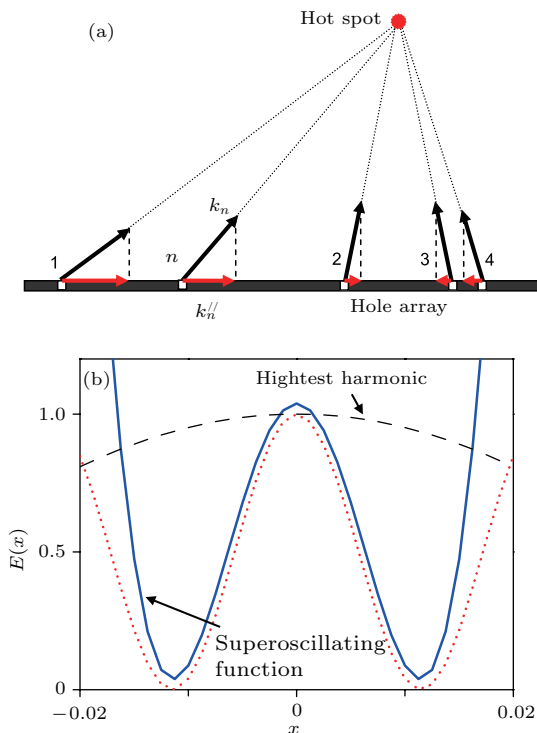 Hot spot
(a)
k_n
1
n
2
3
4
k_n^{//}
Hole array
(b)
Hightest harmonic
1.0
E(x)
0.5
Superoscillating
function
0
−0.02
0
0.02
x